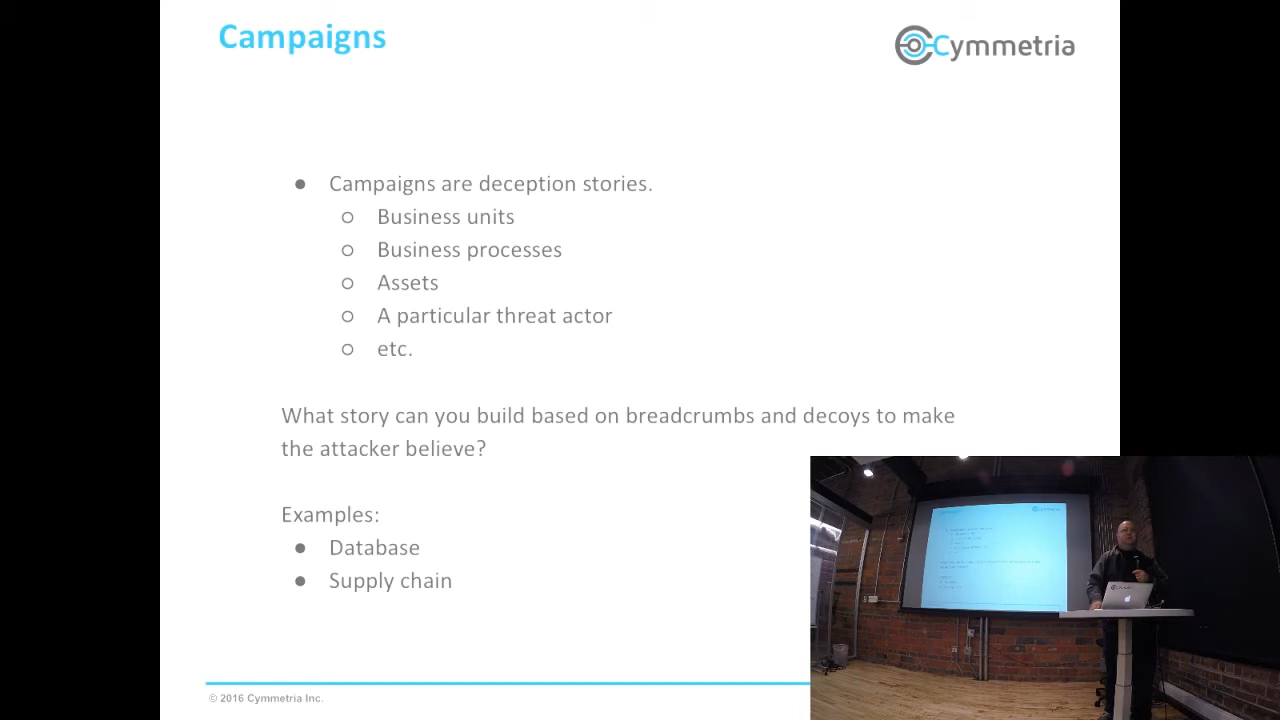 Campaigns
Cymmetria
● Campaigns are deception stories.
○ Business units
○ Business processes
○ Assets
○ A particular threat actor
○ etc.
What story can you build based on breadcrumbs and decoys to make
the attacker believe?
Examples:
● Database
● Supply chain
© 2016 Cymmetria Inc.